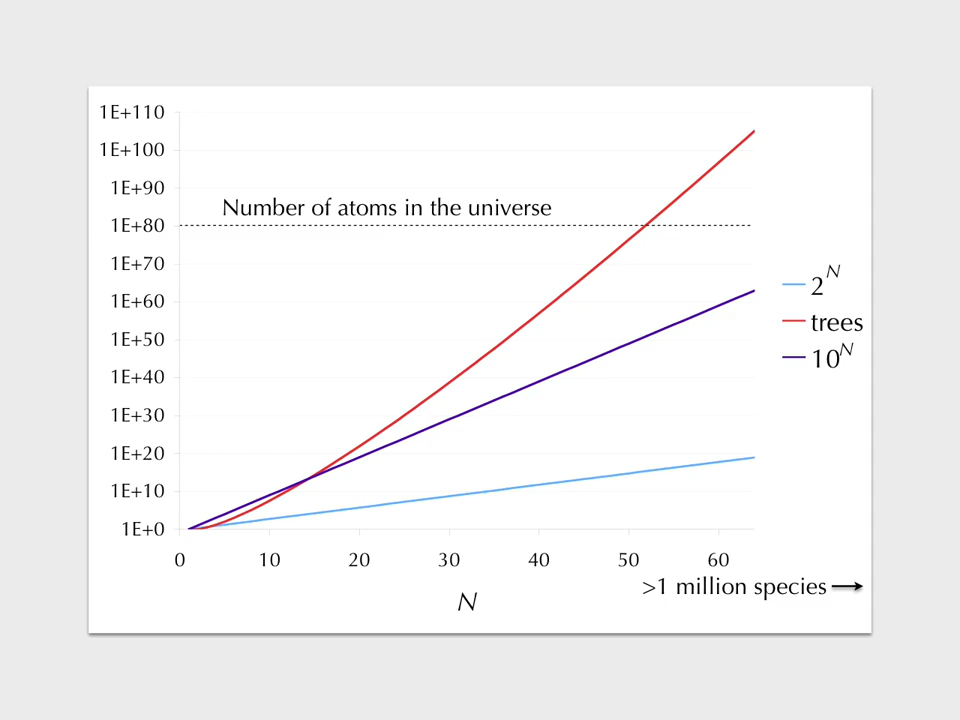 1E+110
1E+100
1E+90
Number of atoms in the universe
1E+80
1E+70
1E+60
1E+50
1E+40
1E+30
1E+20
1E+10
1E+0
0 10 20 30 40 50 60
>1 million species
N
2^N
trees
10^N